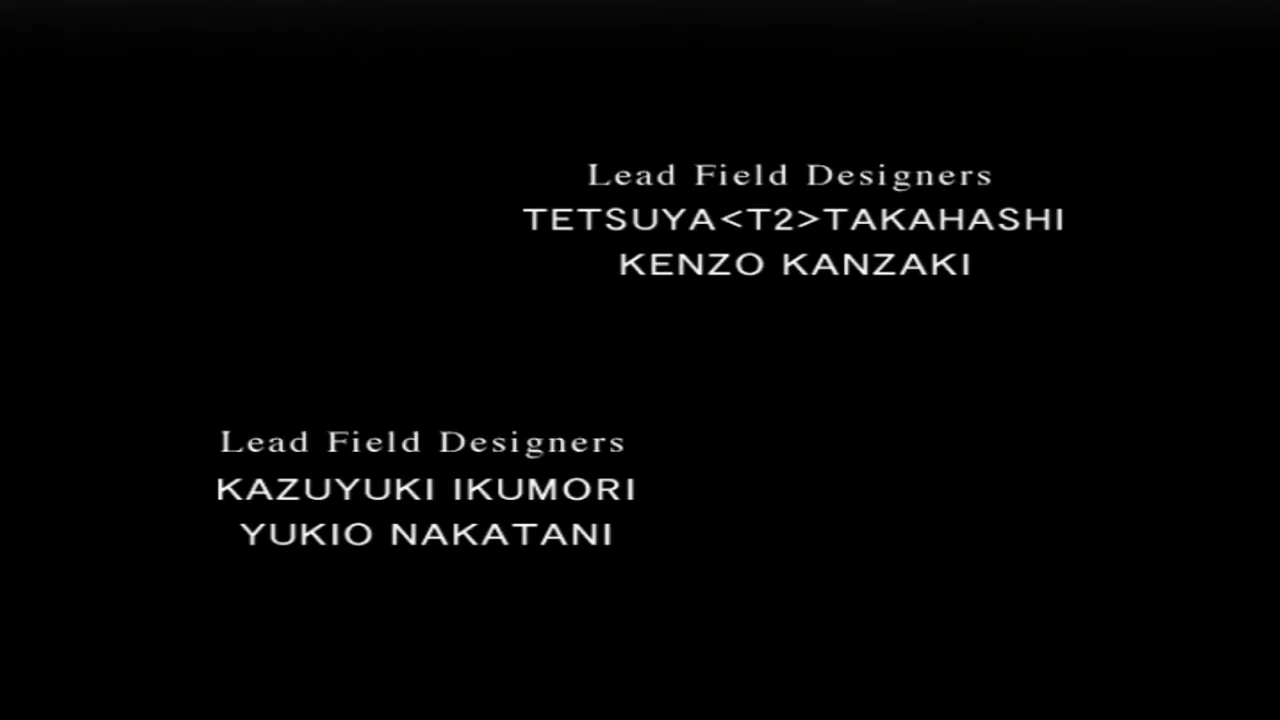 Lead Field Designers
TETSUYA<T2>TAKAHASHI
KENZO KANZAKI
Lead Field Designers
KAZUYUKI IKUMORI
YUKIO NAKATANI